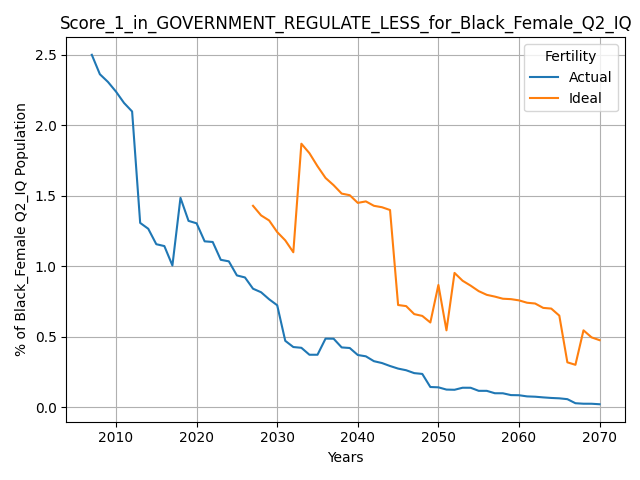 Score_1_in_GOVERNMENT_REGULATE_LESS_for_Black_Female_Q2_IQ
Fertility
Actual
Ideal
% of Black_Female Q2_IQ Population
2.5
2.0
1.5
1.0
0.5
0.0
2010 2020 2030 2040 2050 2060 2070
Years